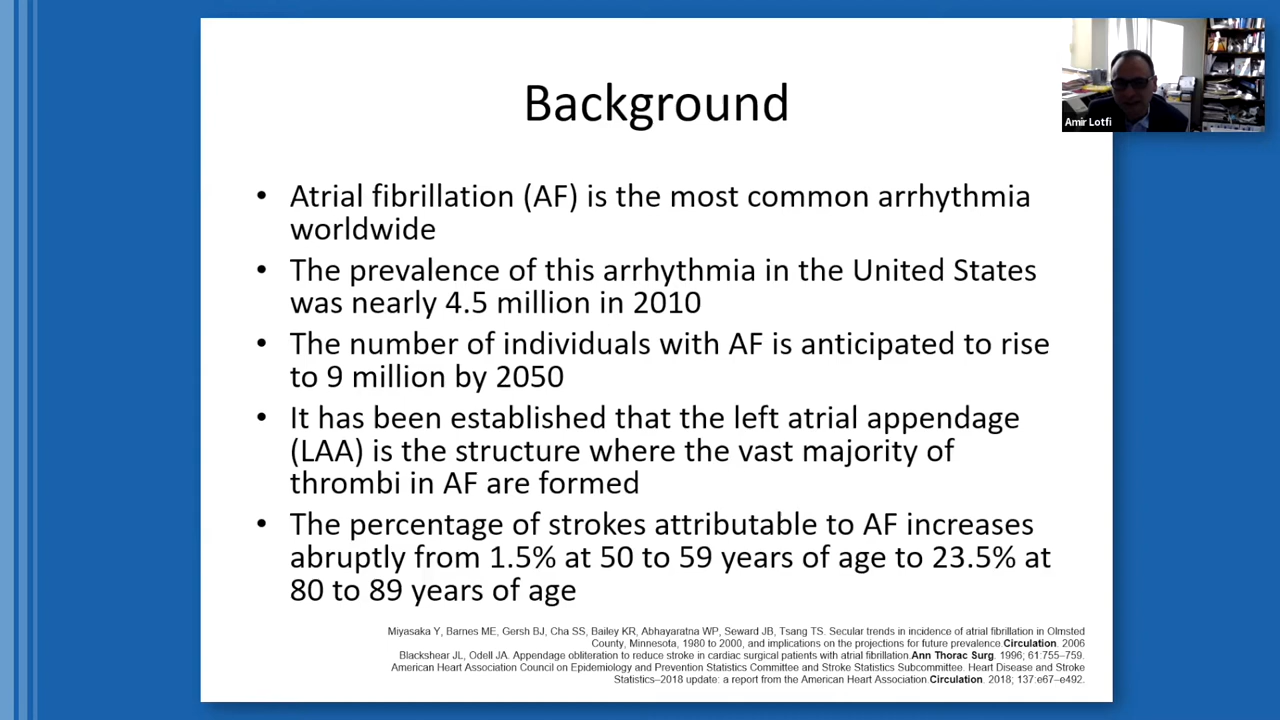 Background
Amir Lotfi
• Atrial fibrillation (AF) is the most common arrhythmia
worldwide
• The prevalence of this arrhythmia in the United States
was nearly 4.5 million in 2010
• The number of individuals with AF is anticipated to rise
to 9 million by 2050
• It has been established that the left atrial appendage
(LAA) is the structure where the vast majority of
thrombi in AF are formed
• The percentage of strokes attributable to AF increases
abruptly from 1.5% at 50 to 59 years of age to 23.5% at
80 to 89 years of age
Miyasaka Y, Barnes ME, Gersh BJ, Cha SS, Bailey KR, Abhayaratna WP, Seward JB, Tsang TS. Secular trends in incidence of atrial fibrillation in Olmsted
County, Minnesota, 1980 to 2000, and implications on the projections for future prevalence.Circulation. 2006
Blackshear JL, Odell JA. Appendage obliteration to reduce stroke in cardiac surgical patients with atrial fibrillation.Ann Thorac Surg. 1996; 61:755–759.
American Heart Association Council on Epidemiology and Prevention Statistics Committee and Stroke Statistics Subcommittee. Heart Disease and Stroke
Statistics–2018 update: a report from the American Heart Association Circulation. 2018; 137:e67–e492.